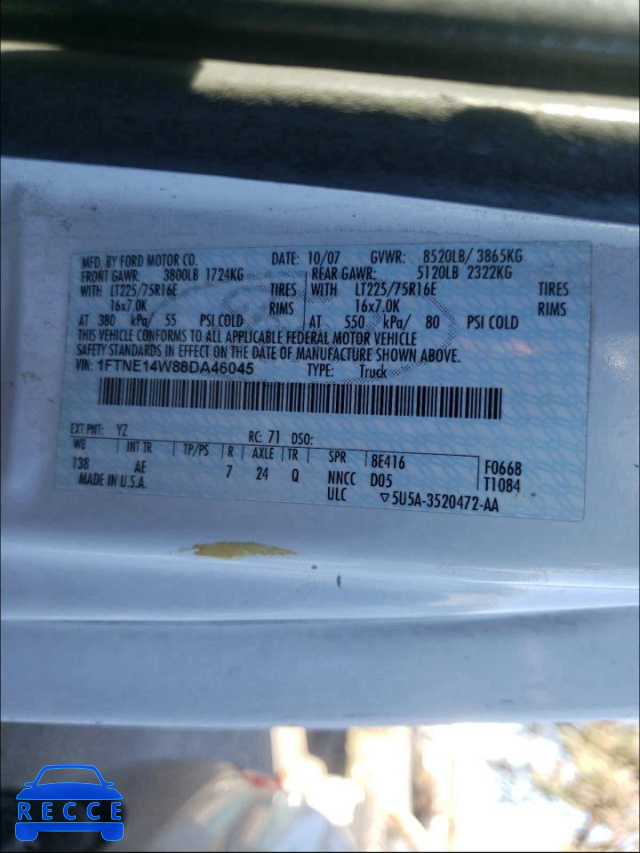 MFD. BY FORD MOTOR CO. DATE: 10/07 GVWR: 8520LB/ 3865KG
FRONT GAWR: 3800LB 1724KG REAR GAWR: 5120LB 2322KG
WITH LT225/75R16E TIRES WITH LT225/75R16E TIRES
16x7.0K RIMS 16x7.0K RIMS
AT 380 kPa/ 55 PSI COLD AT 550 kPa/ 80 PSI COLD
THIS VEHICLE CONFORMS TO ALL APPLICABLE FEDERAL MOTOR VEHICLE
SAFETY STANDARDS IN EFFECT ON THE DATE OF MANUFACTURE SHOWN ABOVE.
VIN: 1FTNE14W88DA46045 TYPE: Truck
EXT PNT: YZ RC: 71 DSO:
WB INT TR TP/PS R AXLE TR SPR 8E416 F0668
138 AE 7 24 Q NNCC D05 T1084
MADE IN U.S.A. ULC ▽5U5A-3520472-AA
RECCE